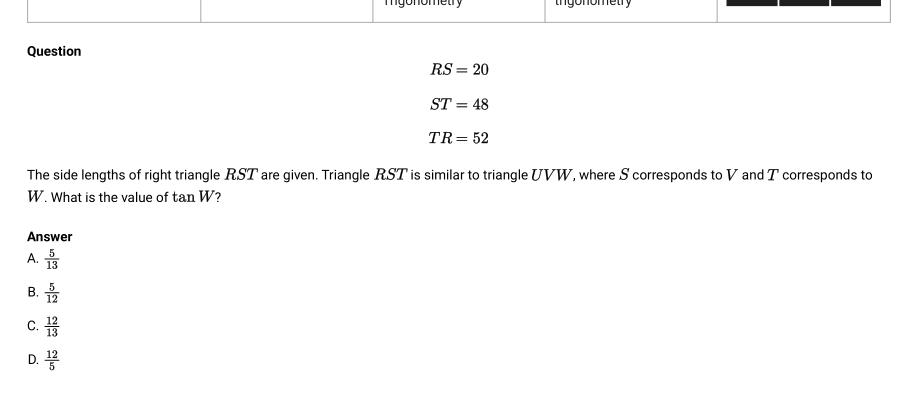 Trigonometry trigonometry
Question
RS = 20
ST = 48
TR = 52
The side lengths of right triangle RST are given. Triangle RST is similar to triangle UVW, where S corresponds to V and T corresponds to
W. What is the value of tan W?
Answer
A. 5/13
B. 5/12
C. 12/13
D. 12/5